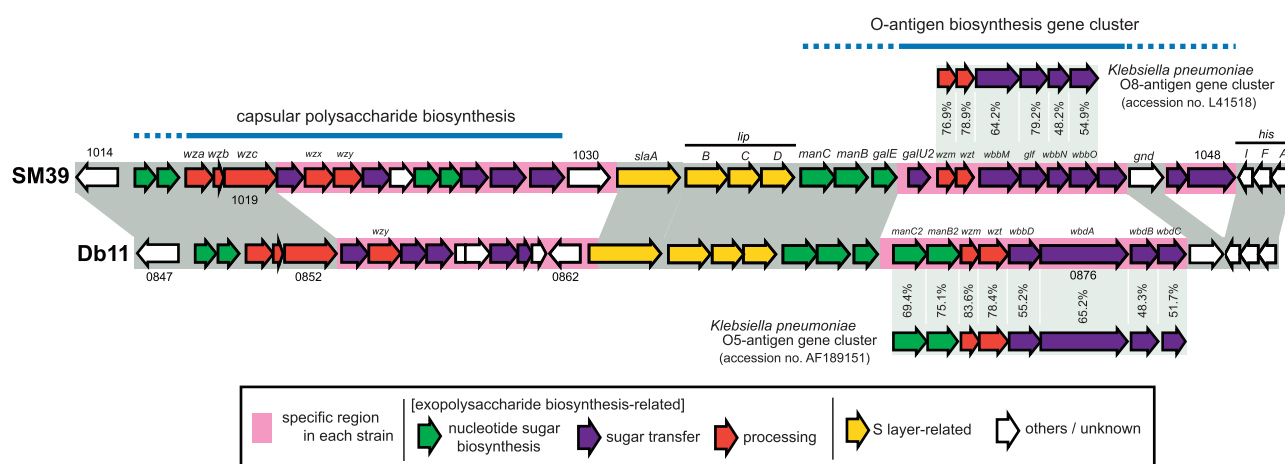 O-antigen biosynthesis gene cluster
Klebsiella pneumoniae
O8-antigen gene cluster
(accession no. L41518)
76.9% 78.9% 64.2% 79.2% 48.2% 54.9%
capsular polysaccharide biosynthesis
lip
his
1014 wza wzb wzc wzx wzy 1030 slaA B C D manC manB galE galU2 wzm wzt wbbM glf wbbN wbbO gnd 1048 I F A
SM39
1019
wzy manC2 manB2 wzm wzt wbbD wbdA wbdB wbdC
Db11
0847 0852 0862 0876
69.4% 75.1% 83.6% 78.4% 55.2% 65.2% 48.3% 51.7%
Klebsiella pneumoniae
O5-antigen gene cluster
(accession no. AF189151)
specific region
in each strain
[exopolysaccharide biosynthesis-related]
nucleotide sugar
biosynthesis
sugar transfer
processing
S layer-related
others / unknown